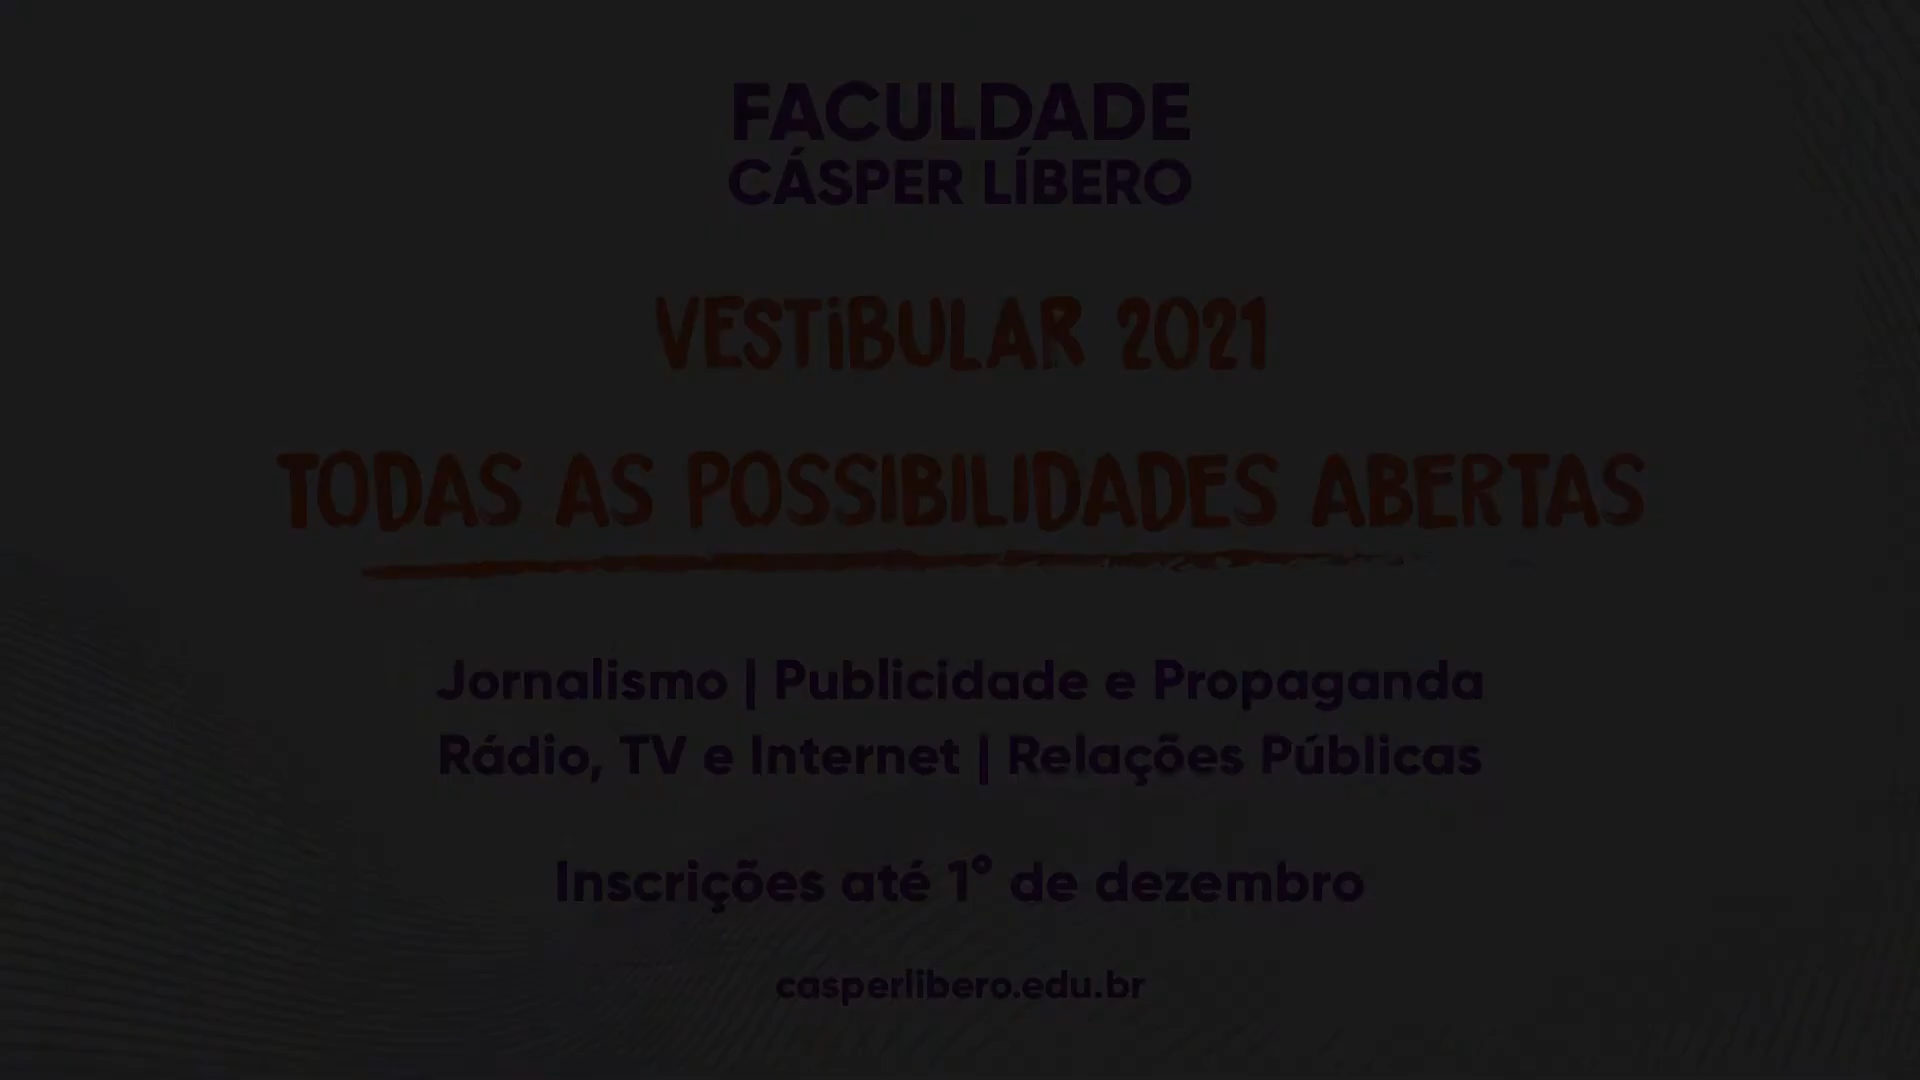 FACULDADE
CÁSPER LÍBERO
VESTIBULAR 2021
TODAS AS POSSIBILIDADES ABERTAS
Jornalismo | Publicidade e Propaganda
Rádio, TV e Internet | Relações Públicas
Inscrições até 1° de dezembro
casperlibero.edu.br